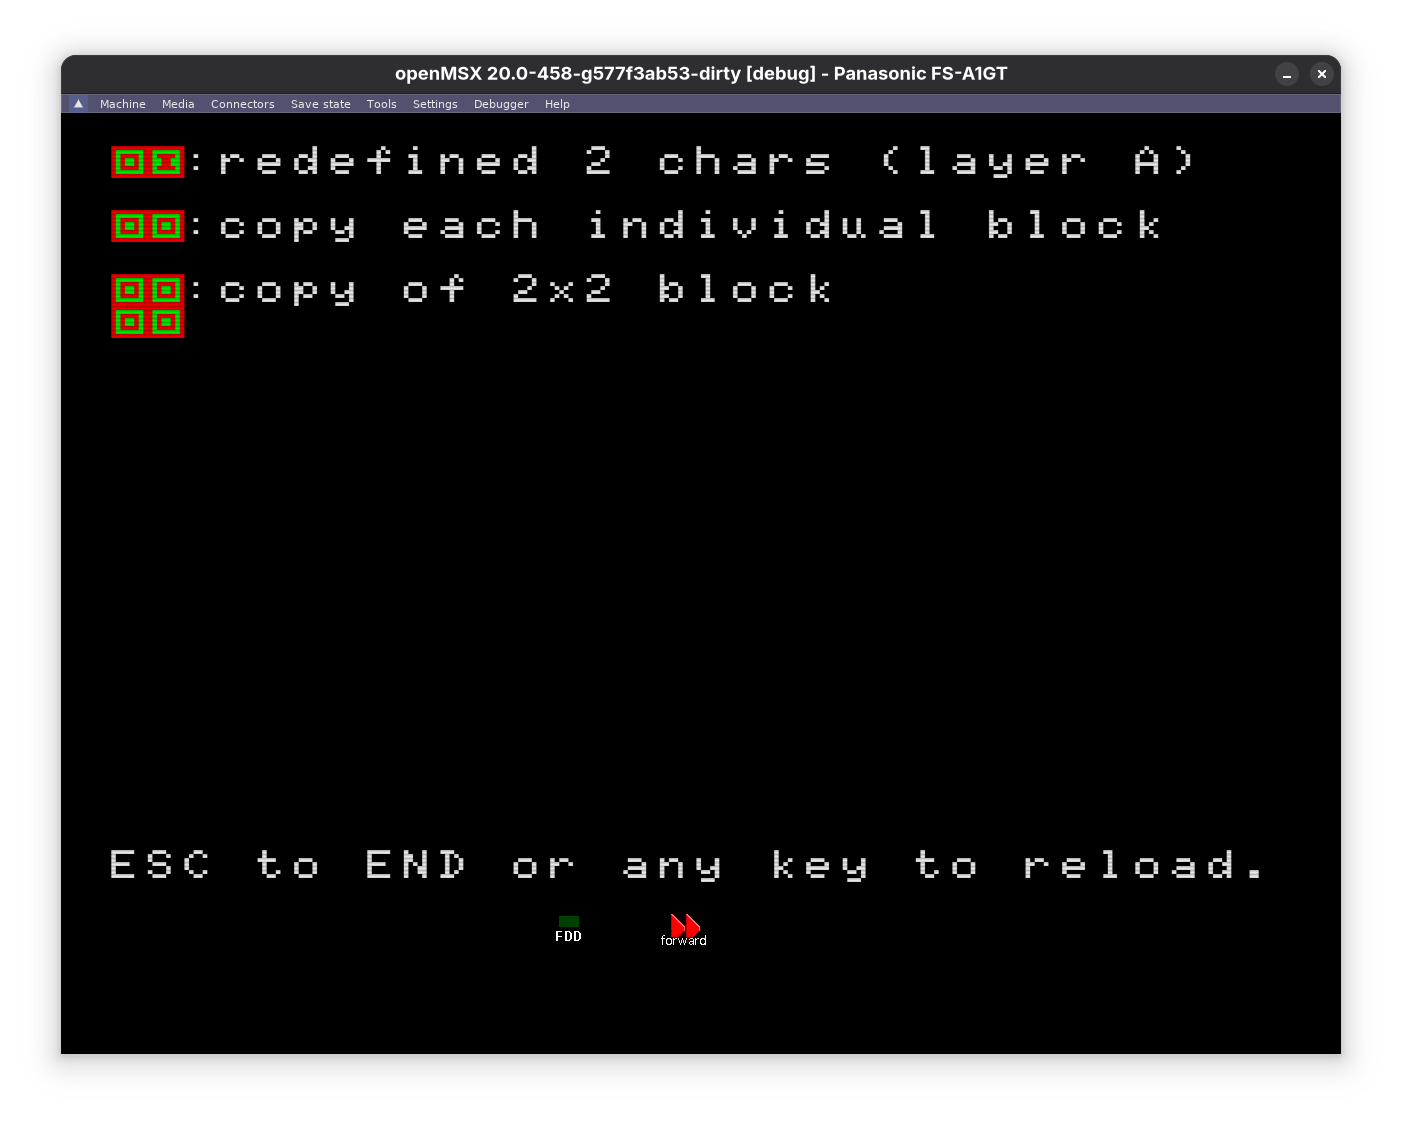 openMSX 20.0-458-g577f3ab53-dirty [debug] - Panasonic FS-A1GT
Machine Media Connectors Save state Tools Settings Debugger Help
:redefined 2 chars (layer A)
:copy each individual block
:copy of 2x2 block
ESC to END or any key to reload.
FDD forward